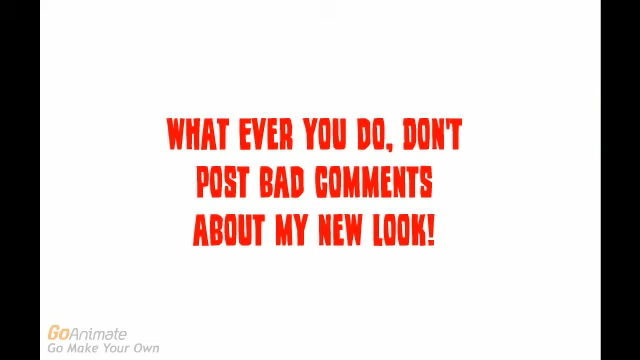 WHAT EVER YOU DO, DON'T
POST BAD COMMENTS
ABOUT MY NEW LOOK!
GoAnimate
Go Make Your Own